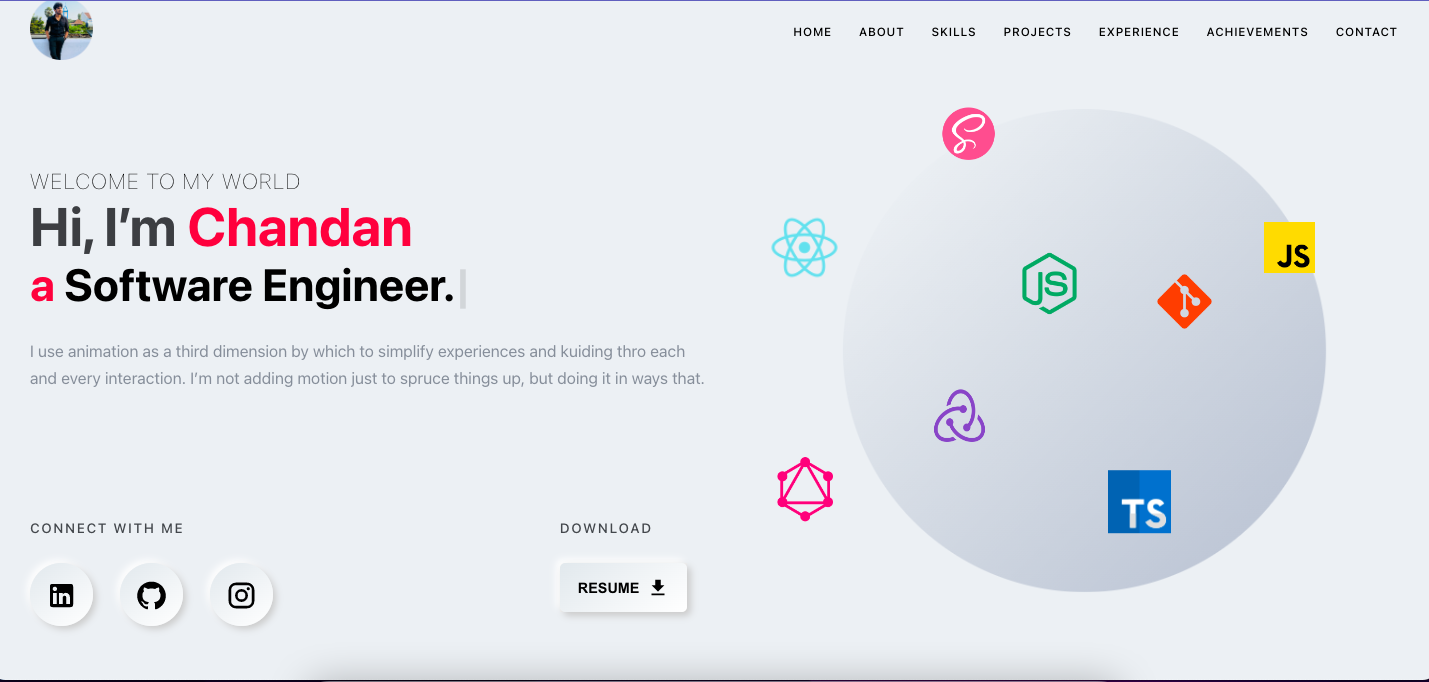 HOME ABOUT SKILLS PROJECTS EXPERIENCE ACHIEVEMENTS CONTACT
WELCOME TO MY WORLD
Hi, I’m Chandan
a Software Engineer.
I use animation as a third dimension by which to simplify experiences and kuiding thro each
and every interaction. I’m not adding motion just to spruce things up, but doing it in ways that.
JS
JS
TS
CONNECT WITH ME
DOWNLOAD
in
RESUME